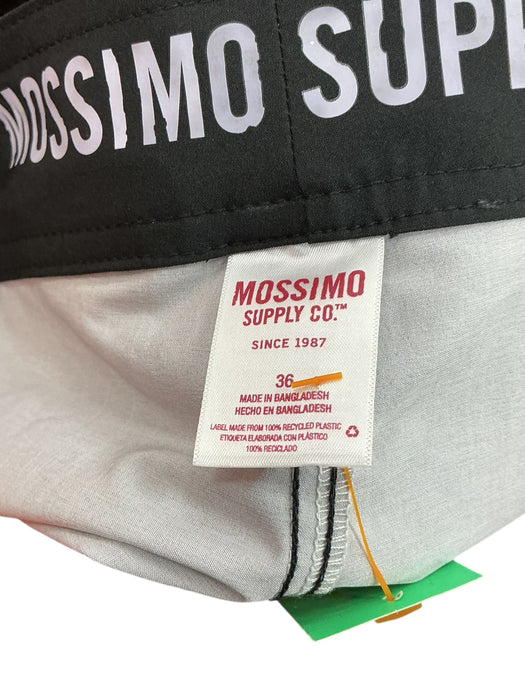 MOSSIMO SUPP
MOSSIMO
SUPPLY CO.™
SINCE 1987
36
MADE IN BANGLADESH
HECHO EN BANGLADESH
LABEL MADE FROM 100% RECYCLED PLASTIC
ETIQUETA ELABORADA CON PLÁSTICO
100% RECICLADO